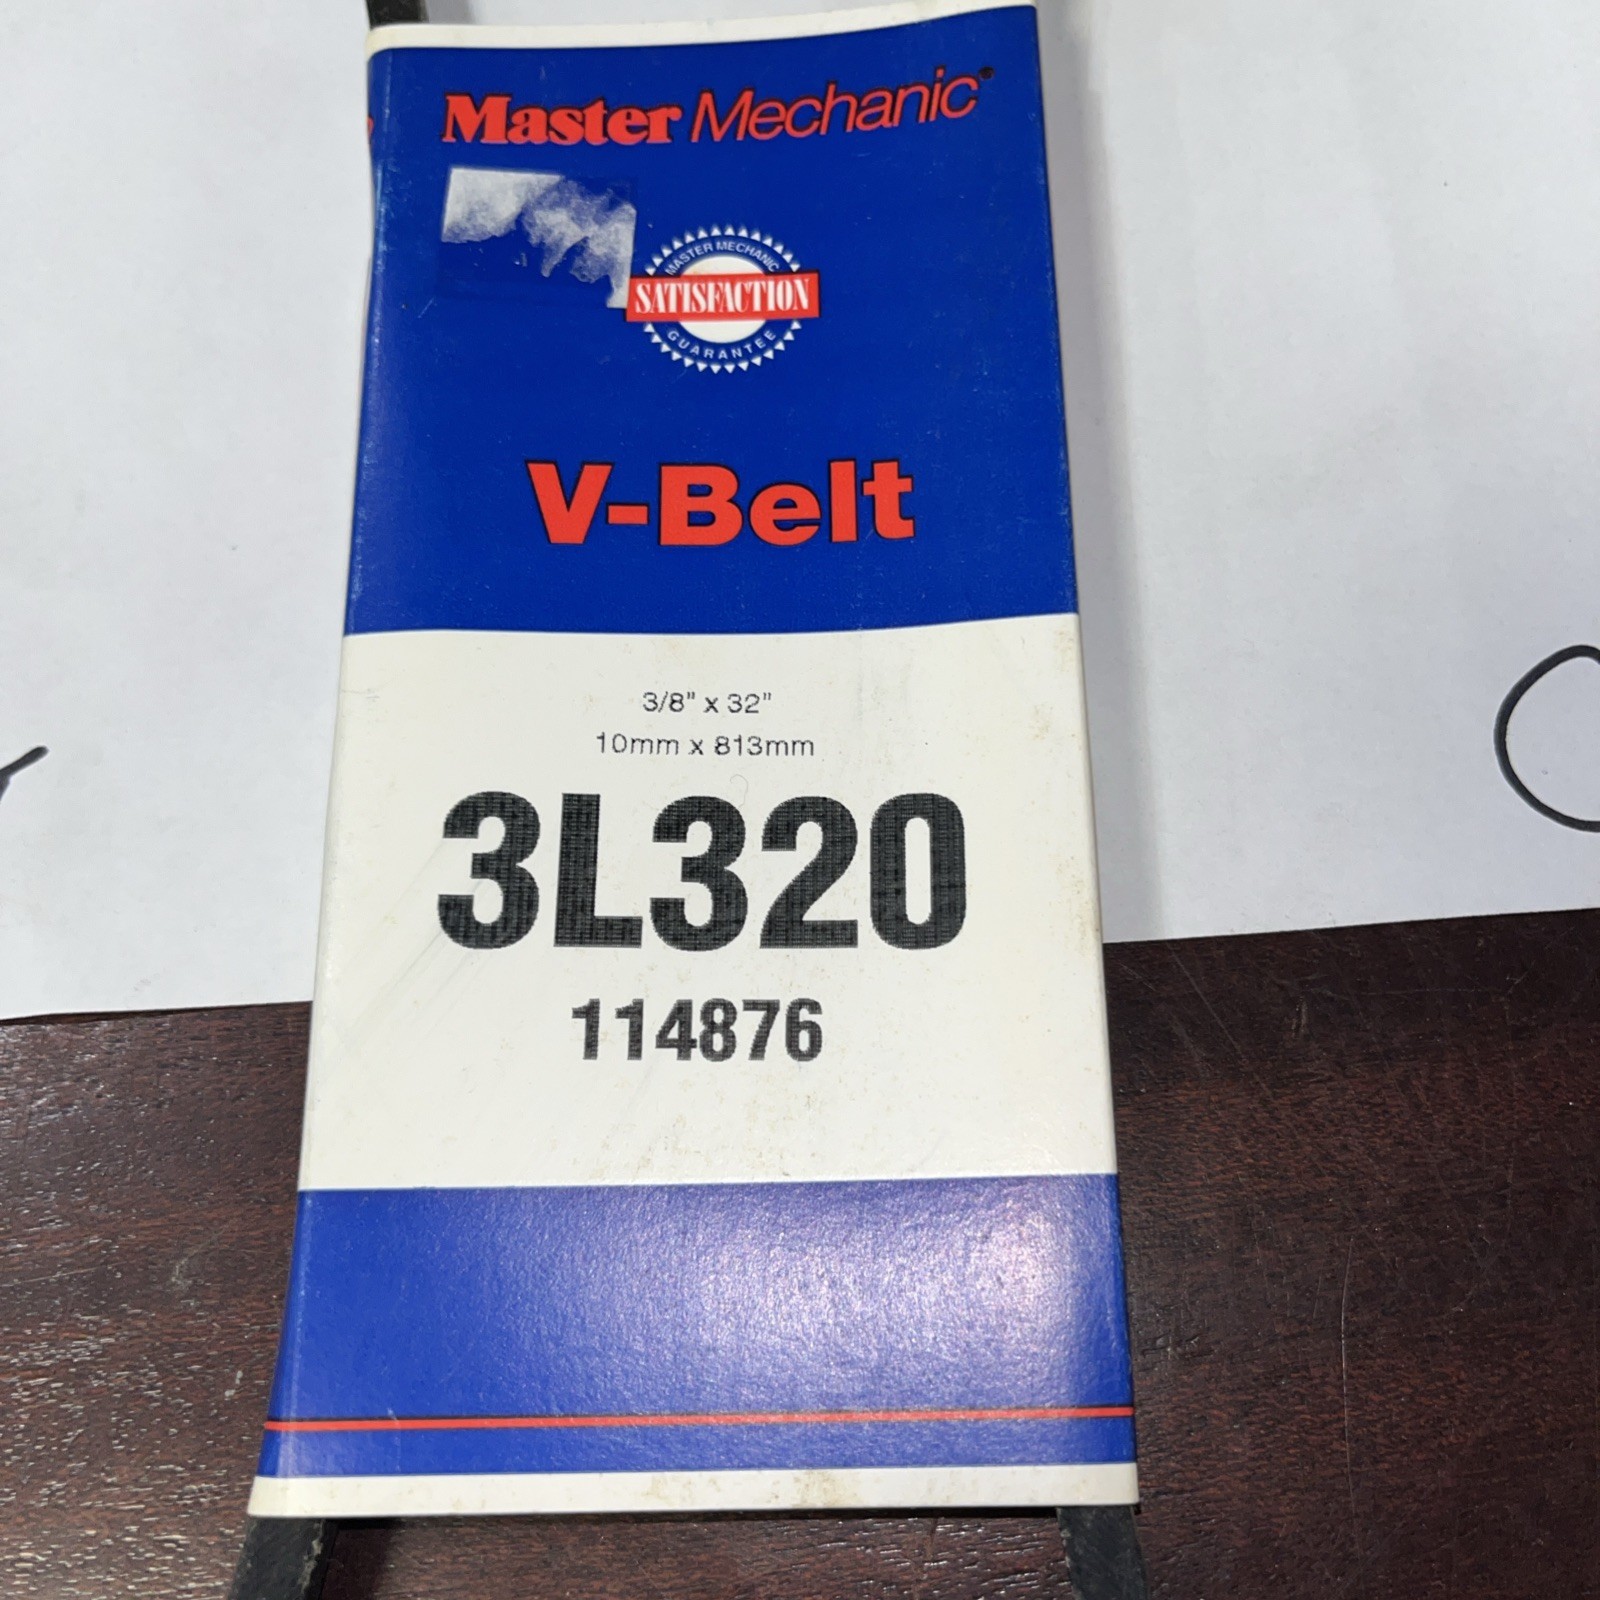 Master Mechanic®
MASTER MECHANIC
SATISFACTION
GUARANTEE
V-Belt
3/8" x 32"
10mm x 813mm
3L320
114876